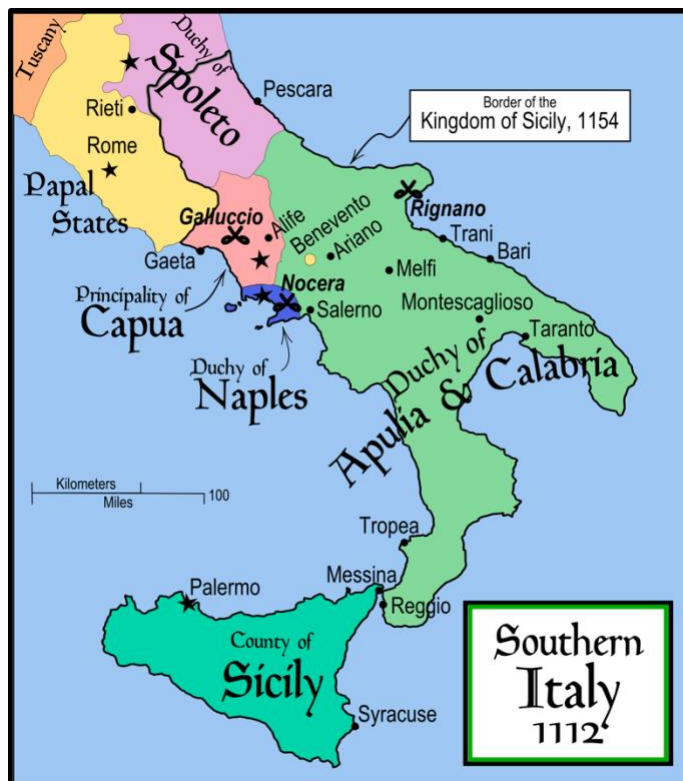 Tuscany
Duchy of
Spoleto
Pescara
Rieti
Rome
Papal
States
Border of the
Kingdom of Sicily, 1154
Galluccio
Alife
Benevento
Ariano
Rignano
Trani
Bari
Gaeta
Melfi
Principality of
Capua
Nocera
Salerno
Montescaglioso
Taranto
Duchy of
Naples
Duchy of
Apulia & Calabria
Kilometers
Miles
100
Tropea
Messina
Palermo
Reggio
County of
Sicily
Syracuse
Southern
Italy
1112